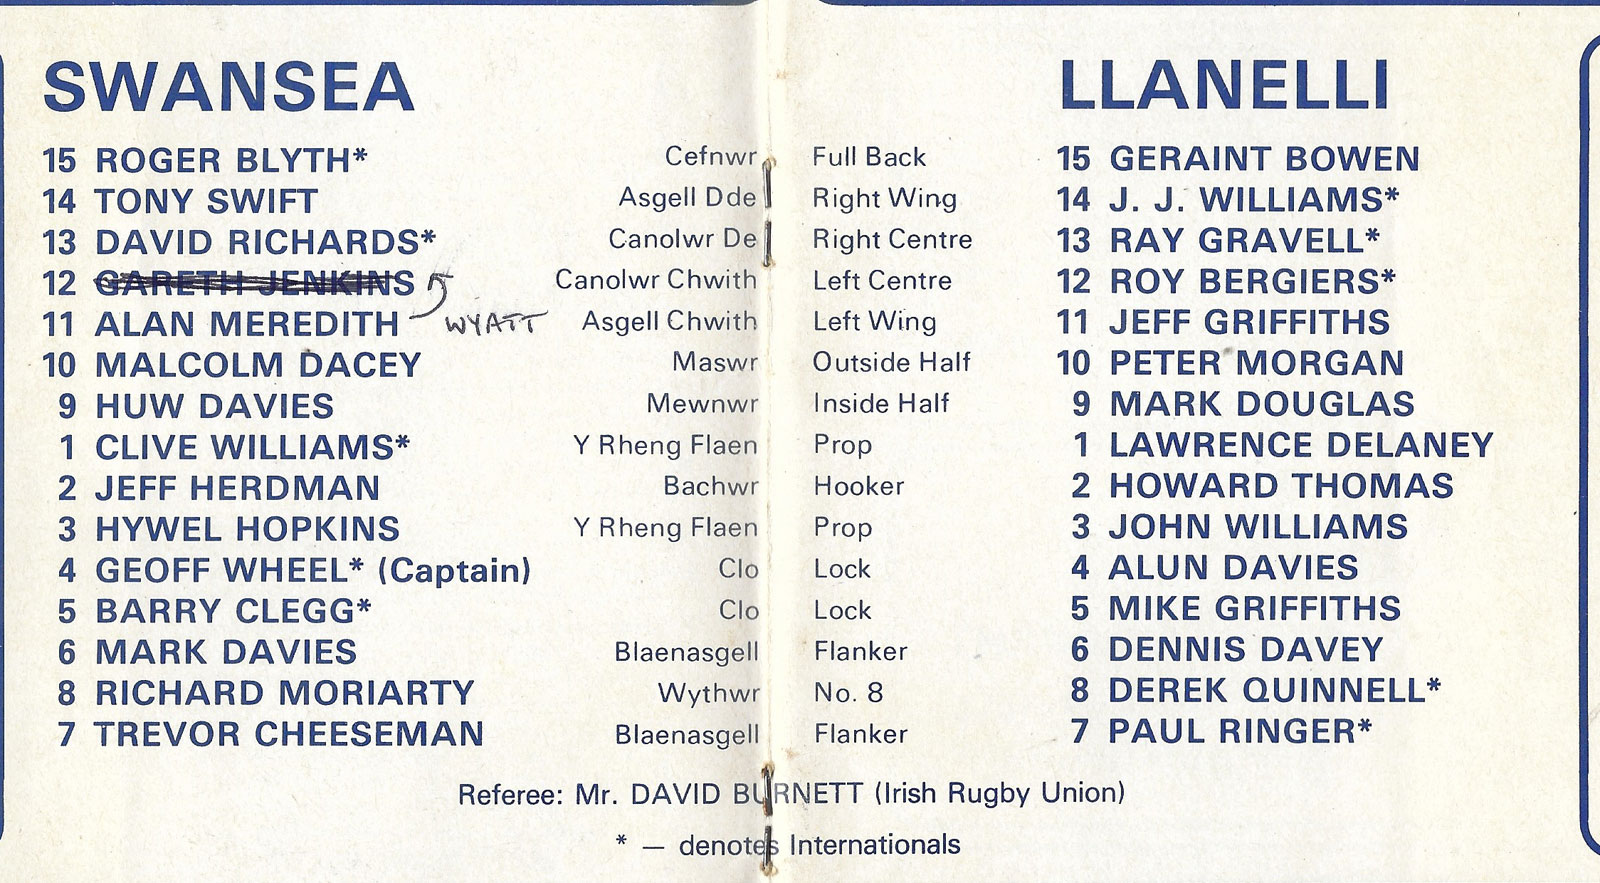 SWANSEA LLANELLI
15 ROGER BLYTH* Cefnwr Full Back 15 GERAINT BOWEN
14 TONY SWIFT Asgell Dde Right Wing 14 J. J. WILLIAMS*
13 DAVID RICHARDS* Canolwr De Right Centre 13 RAY GRAVELL*
12 GARETH JENKINS Canolwr Chwith Left Centre 12 ROY BERGIERS*
11 ALAN MEREDITH WYATT Asgell Chwith Left Wing 11 JEFF GRIFFITHS
10 MALCOLM DACEY Maswr Outside Half 10 PETER MORGAN
9 HUW DAVIES Mewnwr Inside Half 9 MARK DOUGLAS
1 CLIVE WILLIAMS* Y Rheng Flaen Prop 1 LAWRENCE DELANEY
2 JEFF HERDMAN Bachwr Hooker 2 HOWARD THOMAS
3 HYWEL HOPKINS Y Rheng Flaen Prop 3 JOHN WILLIAMS
4 GEOFF WHEEL* (Captain) Clo Lock 4 ALUN DAVIES
5 BARRY CLEGG* Clo Lock 5 MIKE GRIFFITHS
6 MARK DAVIES Blaenasgell Flanker 6 DENNIS DAVEY
8 RICHARD MORIARTY Wythwr No. 8 8 DEREK QUINNELL*
7 TREVOR CHEESEMAN Blaenasgell Flanker 7 PAUL RINGER*
Referee: Mr. DAVID BURNETT (Irish Rugby Union)
* — denotes Internationals